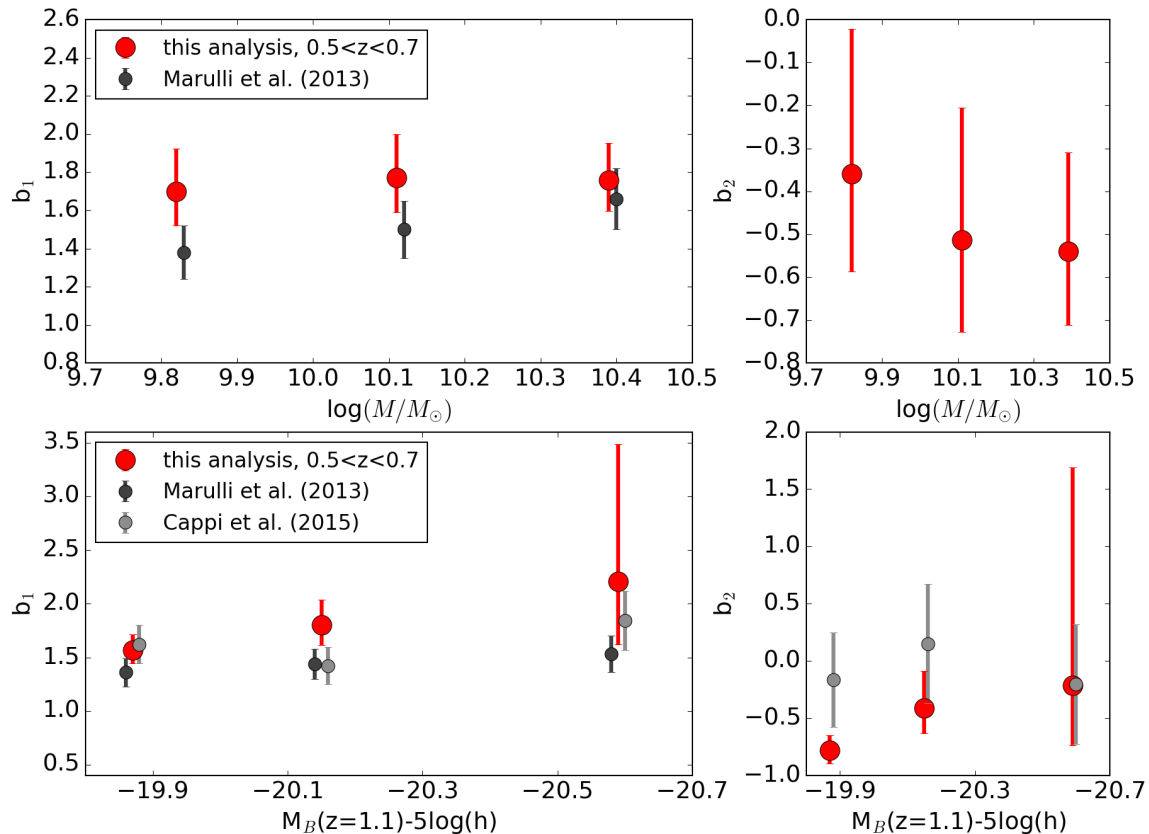 2.6
2.4
2.2
2.0
1.8
1.6
1.4
1.2
1.0
0.8
b₁
this analysis, 0.5<z<0.7
Marulli et al. (2013)
9.7 9.8 9.9 10.0 10.1 10.2 10.3 10.4 10.5
log(M/M⊙)
0.0
−0.1
−0.2
−0.3
−0.4
−0.5
−0.6
−0.7
−0.8
b₂
9.7 9.9 10.1 10.3 10.5
log(M/M⊙)
3.5
3.0
2.5
2.0
1.5
1.0
0.5
b₁
this analysis, 0.5<z<0.7
Marulli et al. (2013)
Cappi et al. (2015)
−19.9 −20.1 −20.3 −20.5 −20.7
M_B(z=1.1)-5log(h)
2.0
1.5
1.0
0.5
0.0
−0.5
−1.0
b₂
−19.9 −20.3 −20.7
M_B(z=1.1)-5log(h)